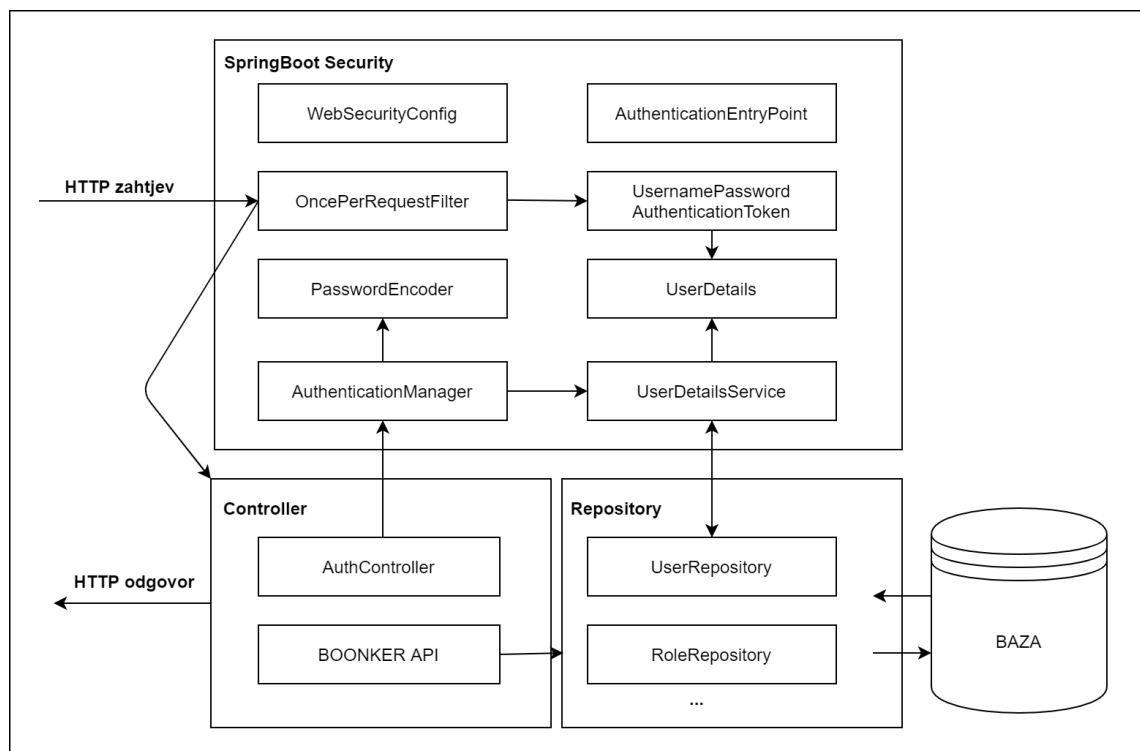 SpringBoot Security
WebSecurityConfig
AuthenticationEntryPoint
HTTP zahtjev
OncePerRequestFilter
UsernamePassword
AuthenticationToken
PasswordEncoder
UserDetails
AuthenticationManager
UserDetailsService
Controller
Repository
AuthController
UserRepository
HTTP odgovor
BOONKER API
RoleRepository
...
BAZA